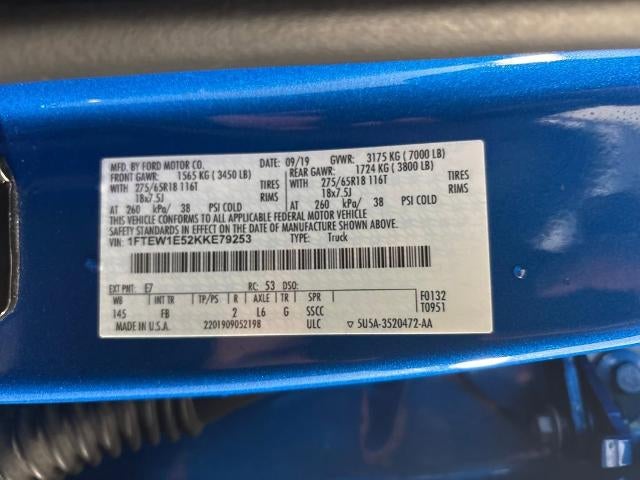 MFD. BY FORD MOTOR CO. DATE: 09/19 GVWR: 3175 KG ( 7000 LB)
FRONT GAWR: 1565 KG ( 3450 LB) REAR GAWR: 1724 KG ( 3800 LB)
WITH 275/65R18 116T TIRES WITH 275/65R18 116T TIRES
18x7.5J RIMS 18x7.5J RIMS
AT 260 kPa/ 38 PSI COLD AT 260 kPa/ 38 PSI COLD
THIS VEHICLE CONFORMS TO ALL APPLICABLE FEDERAL MOTOR VEHICLE
SAFETY STANDARDS IN EFFECT ON THE DATE OF MANUFACTURE SHOWN ABOVE.
VIN: 1FTEW1E52KKE79253 TYPE: Truck
EXT PNT: E7 RC: 53 DSO: F0132
WB INT TR TP/PS R AXLE TR SPR T0951
145 FB 2 L6 G SSCC
MADE IN U.S.A. 2201909052198 ULC ▽ 5U5A-3520472-AA